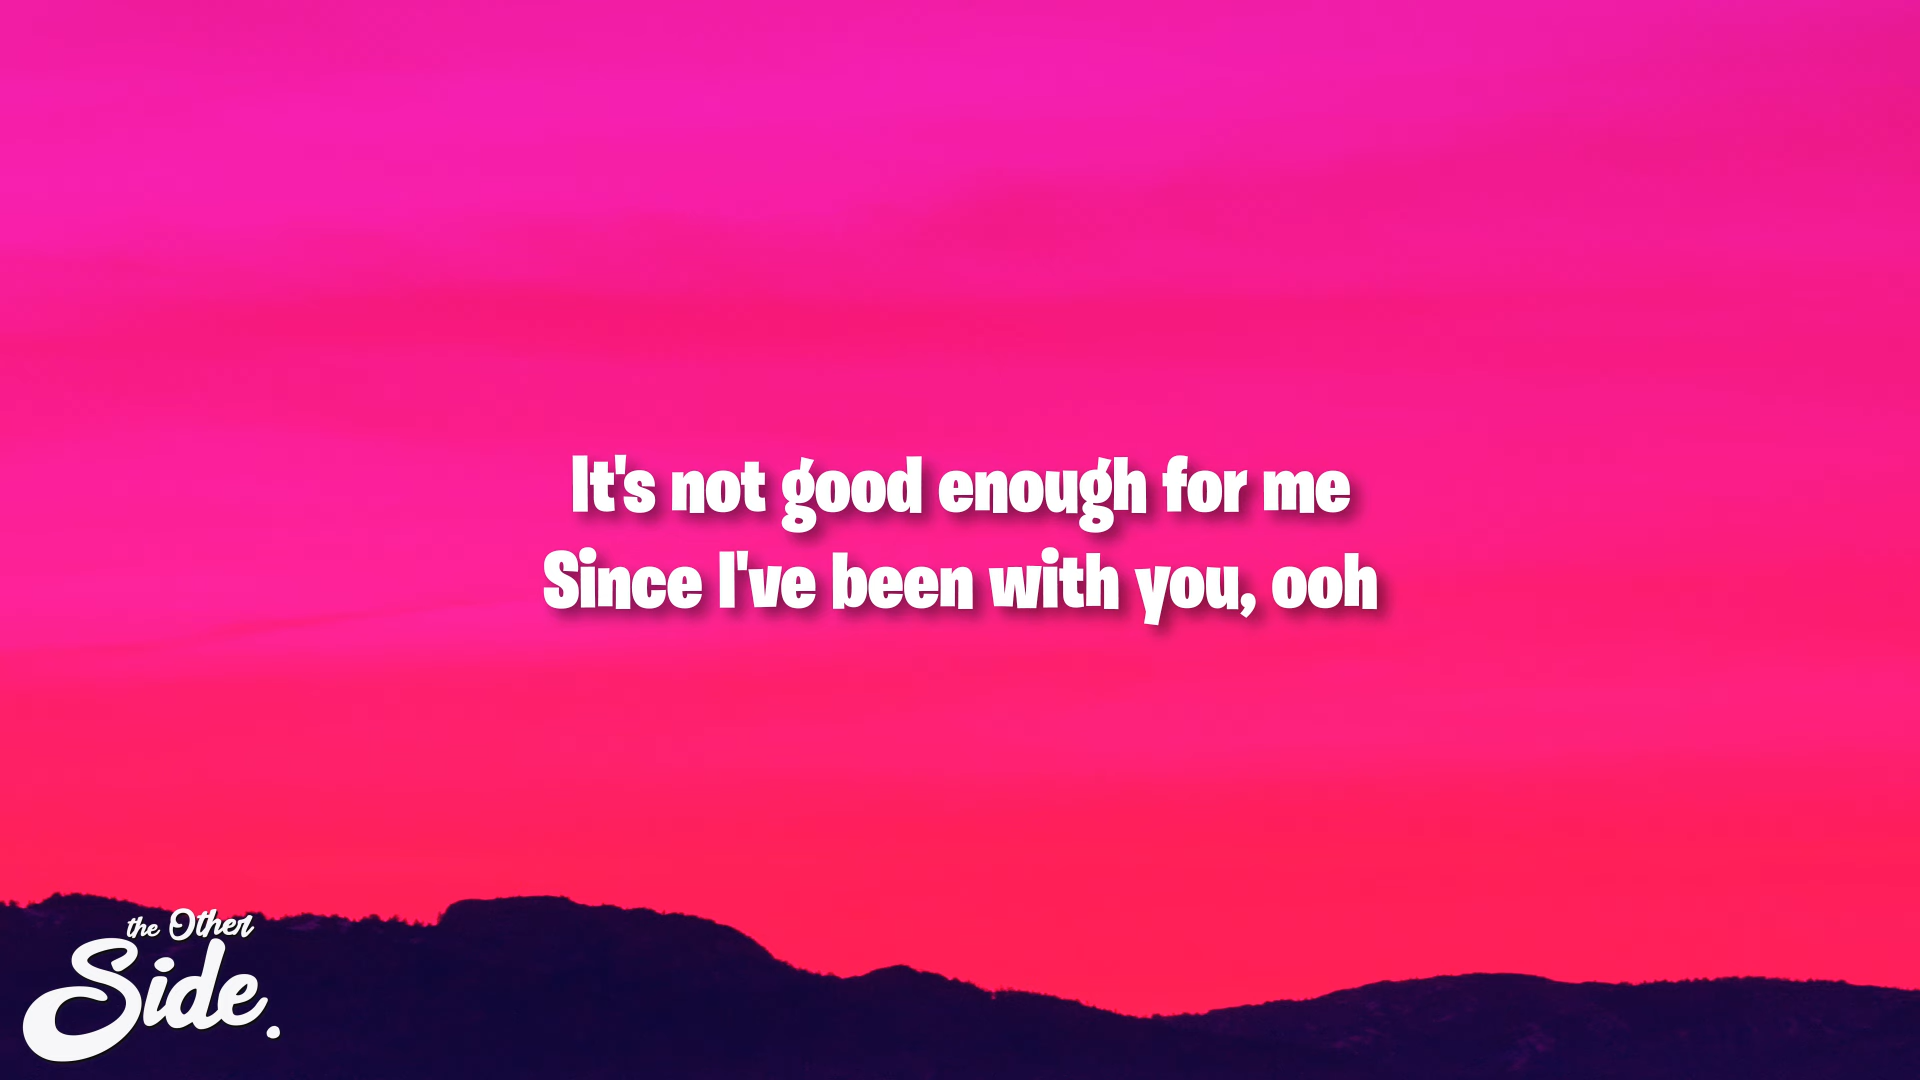 It's not good enough for me
Since I've been with you, ooh
the Other
Side.